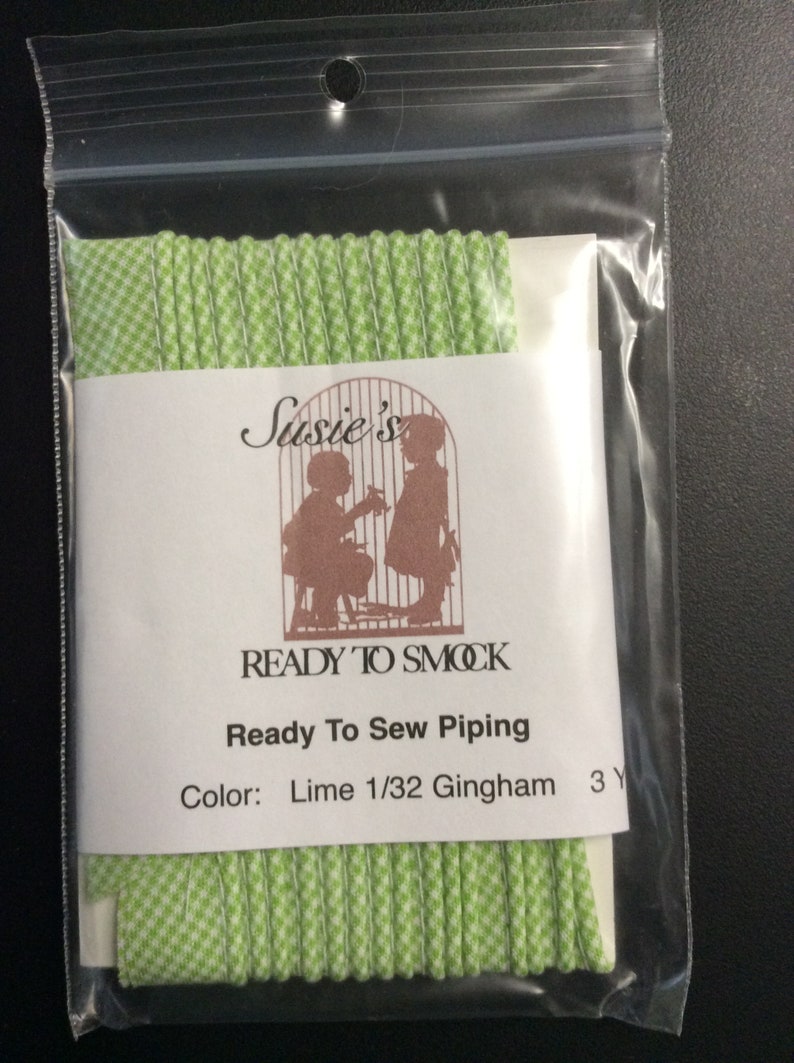 Susie's
READY TO SMOCK
Ready To Sew Piping
Color: Lime 1/32 Gingham 3 Y